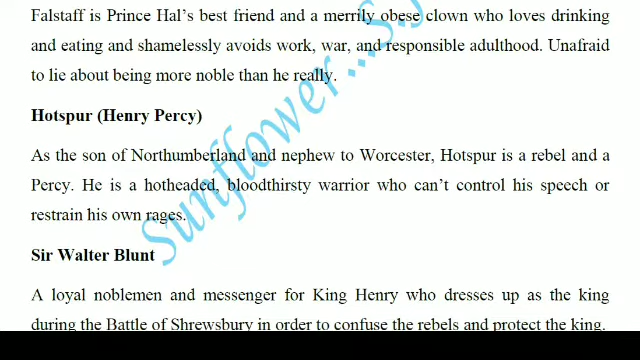 Falstaff is Prince Hal's best friend and a merrily obese clown who loves drinking
and eating and shamelessly avoids work, war, and responsible adulthood. Unafraid
to lie about being more noble than he really.
Hotspur (Henry Percy)
As the son of Northumberland and nephew to Worcester, Hotspur is a rebel and a
Percy. He is a hotheaded, bloodthirsty warrior who can't control his speech or
restrain his own rages.
Sir Walter Blunt
A loyal noblemen and messenger for King Henry who dresses up as the king
during the Battle of Shrewsbury in order to confuse the rebels and protect the king.
Sunflower...S.